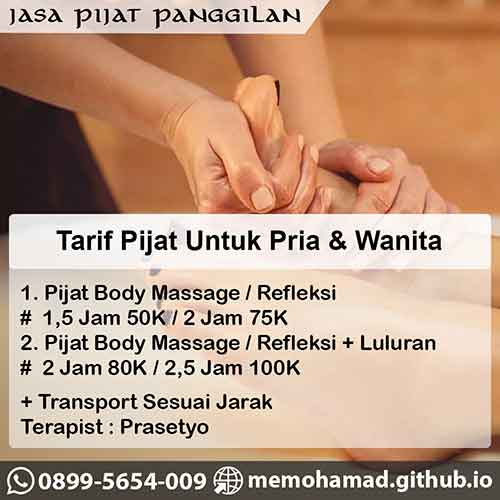 JASA PIJAT PANGGILAN
Tarif Pijat Untuk Pria & Wanita
1. Pijat Body Massage / Refleksi
# 1,5 Jam 50K / 2 Jam 75K
2. Pijat Body Massage / Refleksi + Luluran
# 2 Jam 80K / 2,5 Jam 100K
+ Transport Sesuai Jarak
Terapist : Prasetyo
0899-5654-009 memohamad.github.io